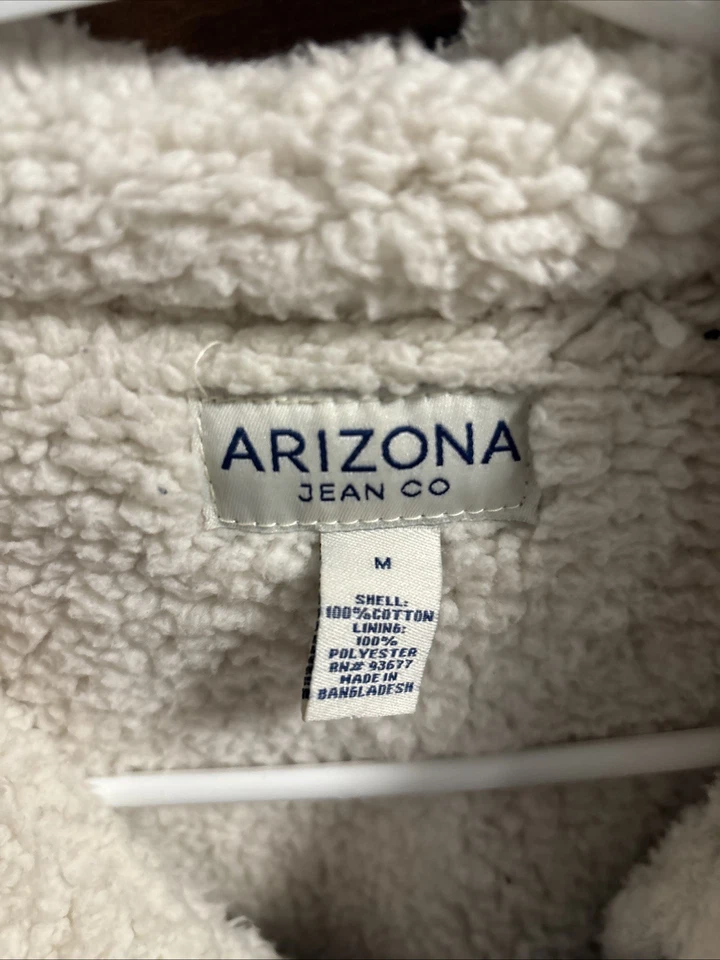 ARIZONA
JEAN CO
M
SHELL:
100%COTTON
LINING:
100%
POLYESTER
RN# 93677
MADE IN
BANGLADESH